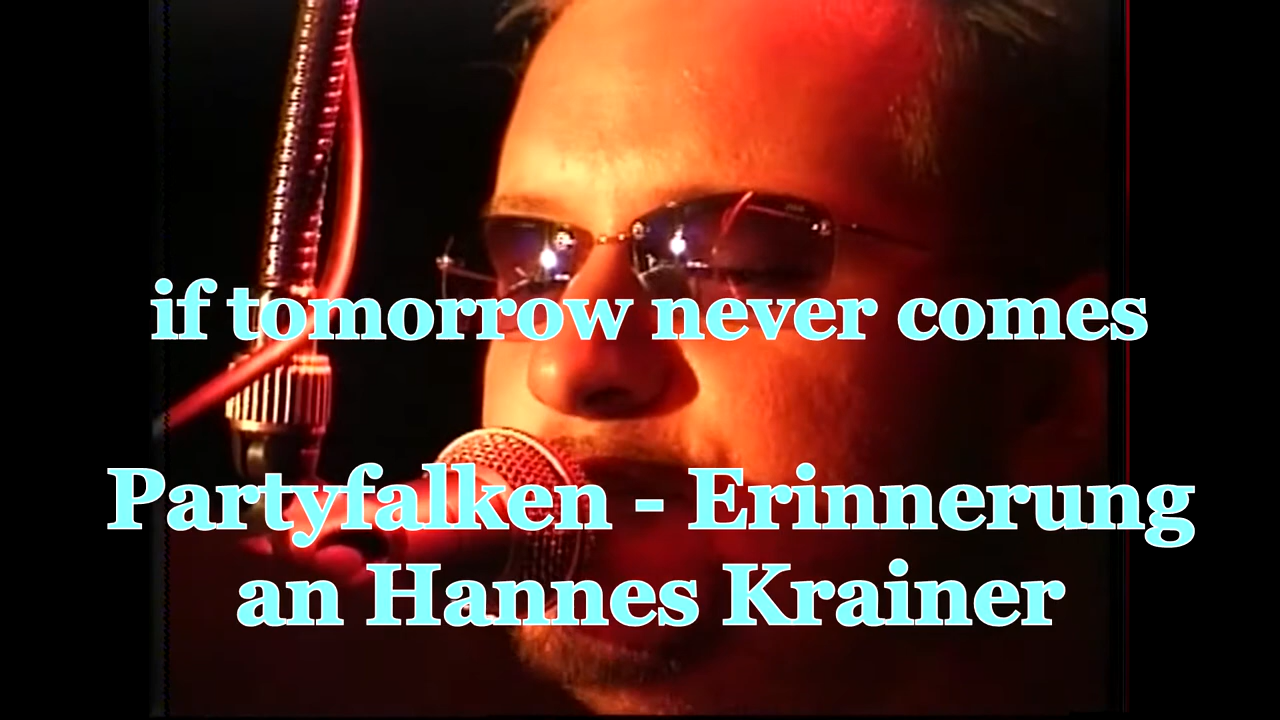 if tomorrow never comes
Partyfalken - Erinnerung
an Hannes Krainer